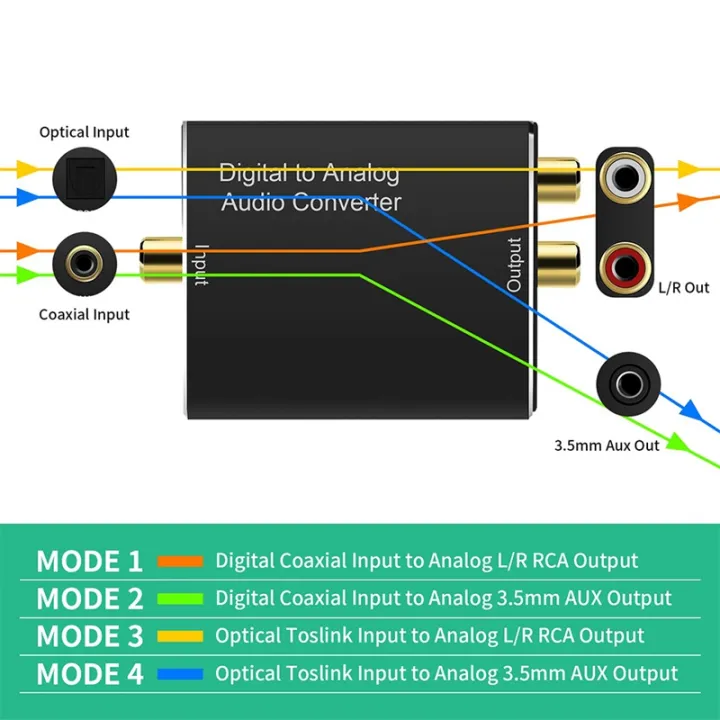 Optical Input
Digital to Analog
Audio Converter
Input
Output
Coaxial Input
L/R Out
3.5mm Aux Out
MODE 1 Digital Coaxial Input to Analog L/R RCA Output
MODE 2 Digital Coaxial Input to Analog 3.5mm AUX Output
MODE 3 Optical Toslink Input to Analog L/R RCA Output
MODE 4 Optical Toslink Input to Analog 3.5mm AUX Output